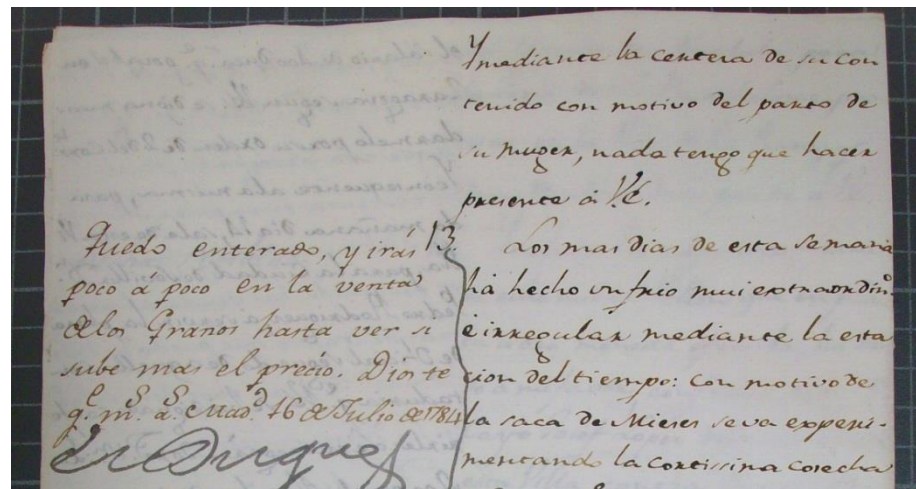 Y mediante la certeza de su con
tenido con motivo del parto de
su muger, nada tengo que hacer
presente à V.E.
13
Los mas dias de esta semana
ha hecho un frio mui extraordin.º
è irregular mediante la esta
cion del tiempo: Con motivo de
la saca de Mieses se va experi-
mentando la cortissima cosecha
Quedo enterado, y irás
poco à poco en la venta
de los Granos hasta ver si
sube mas el precio. Dios te
g.e m.s a.s Mad.d 16 de Julio de 1784
El Duque